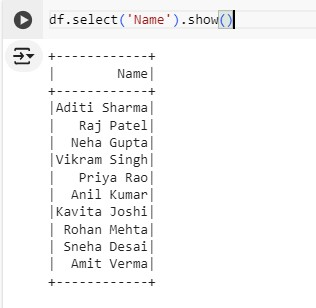 df.select('Name').show()
+------------+
|        Name|
+------------+
|Aditi Sharma|
|   Raj Patel|
|  Neha Gupta|
|Vikram Singh|
|   Priya Rao|
|  Anil Kumar|
|Kavita Joshi|
| Rohan Mehta|
| Sneha Desai|
|  Amit Verma|
+------------+